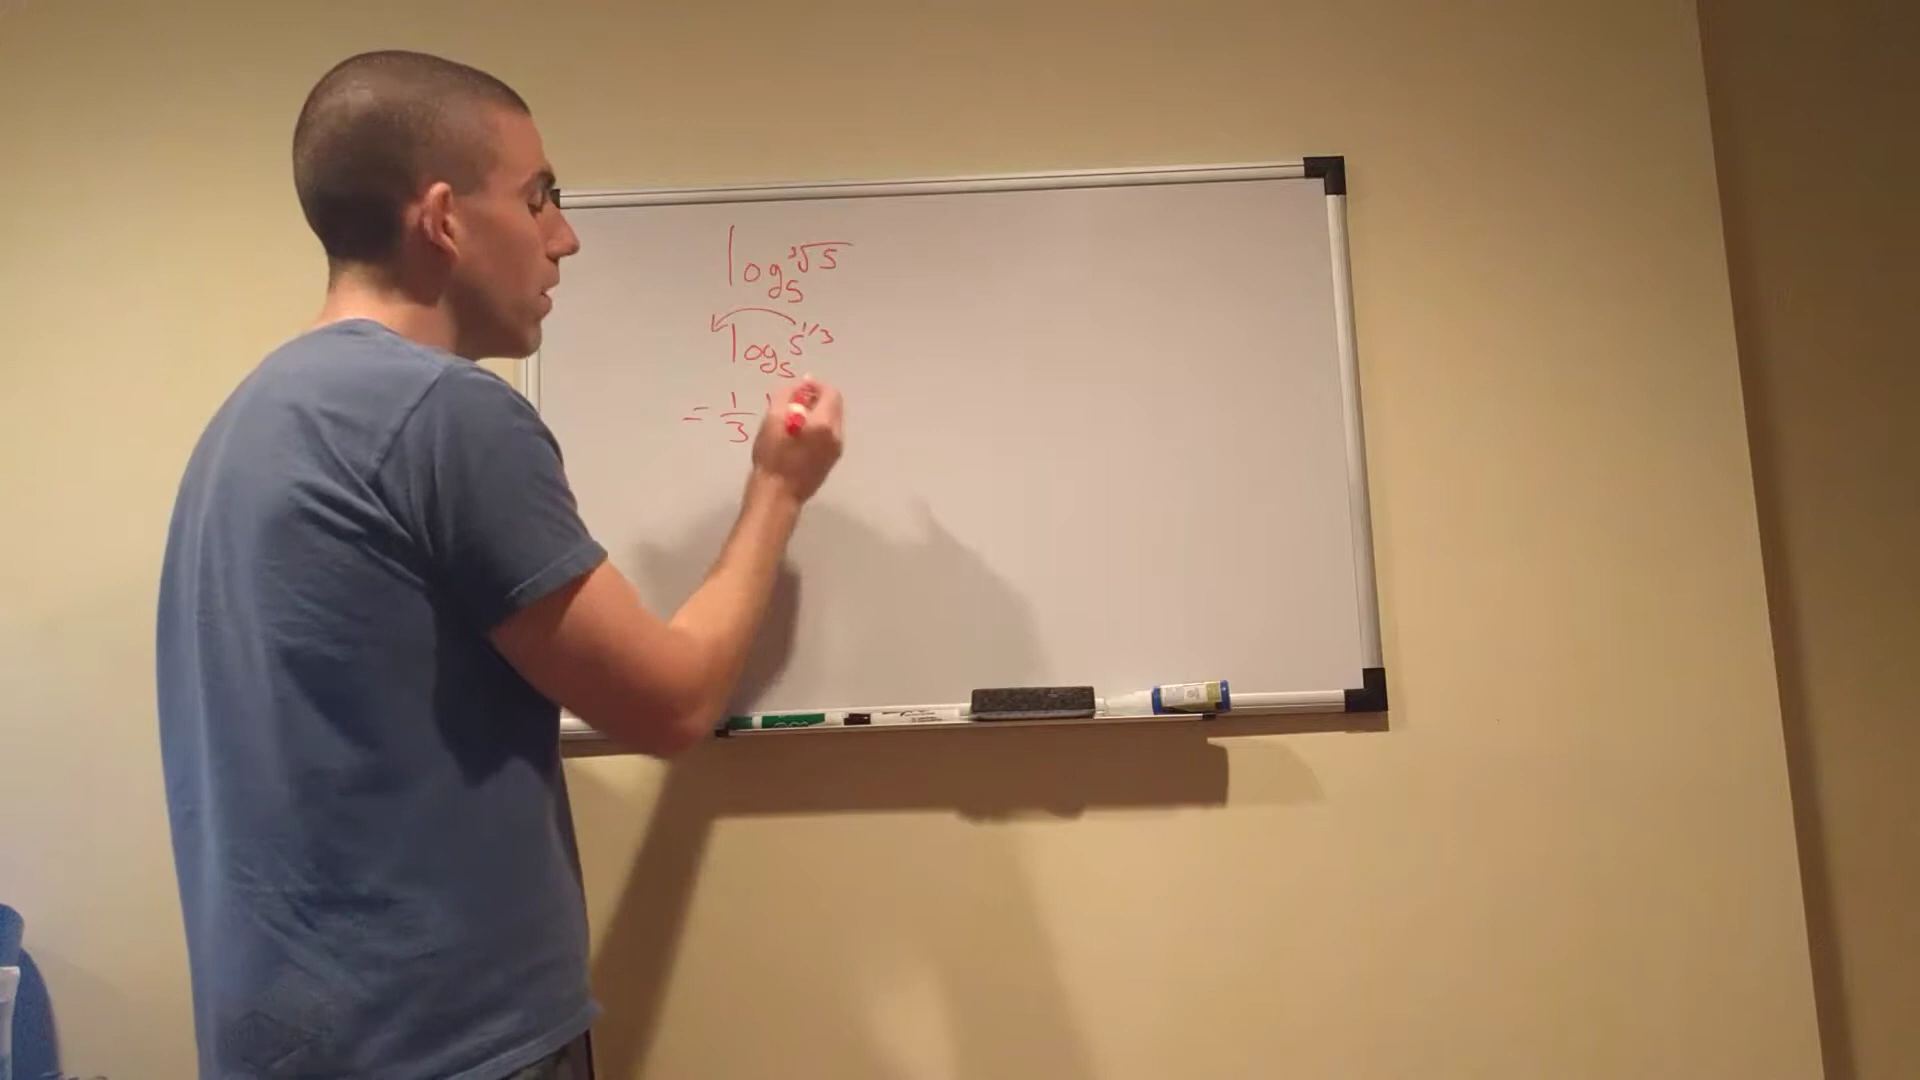 log₅ ∛5
log₅ 5^1/3
= 1/3